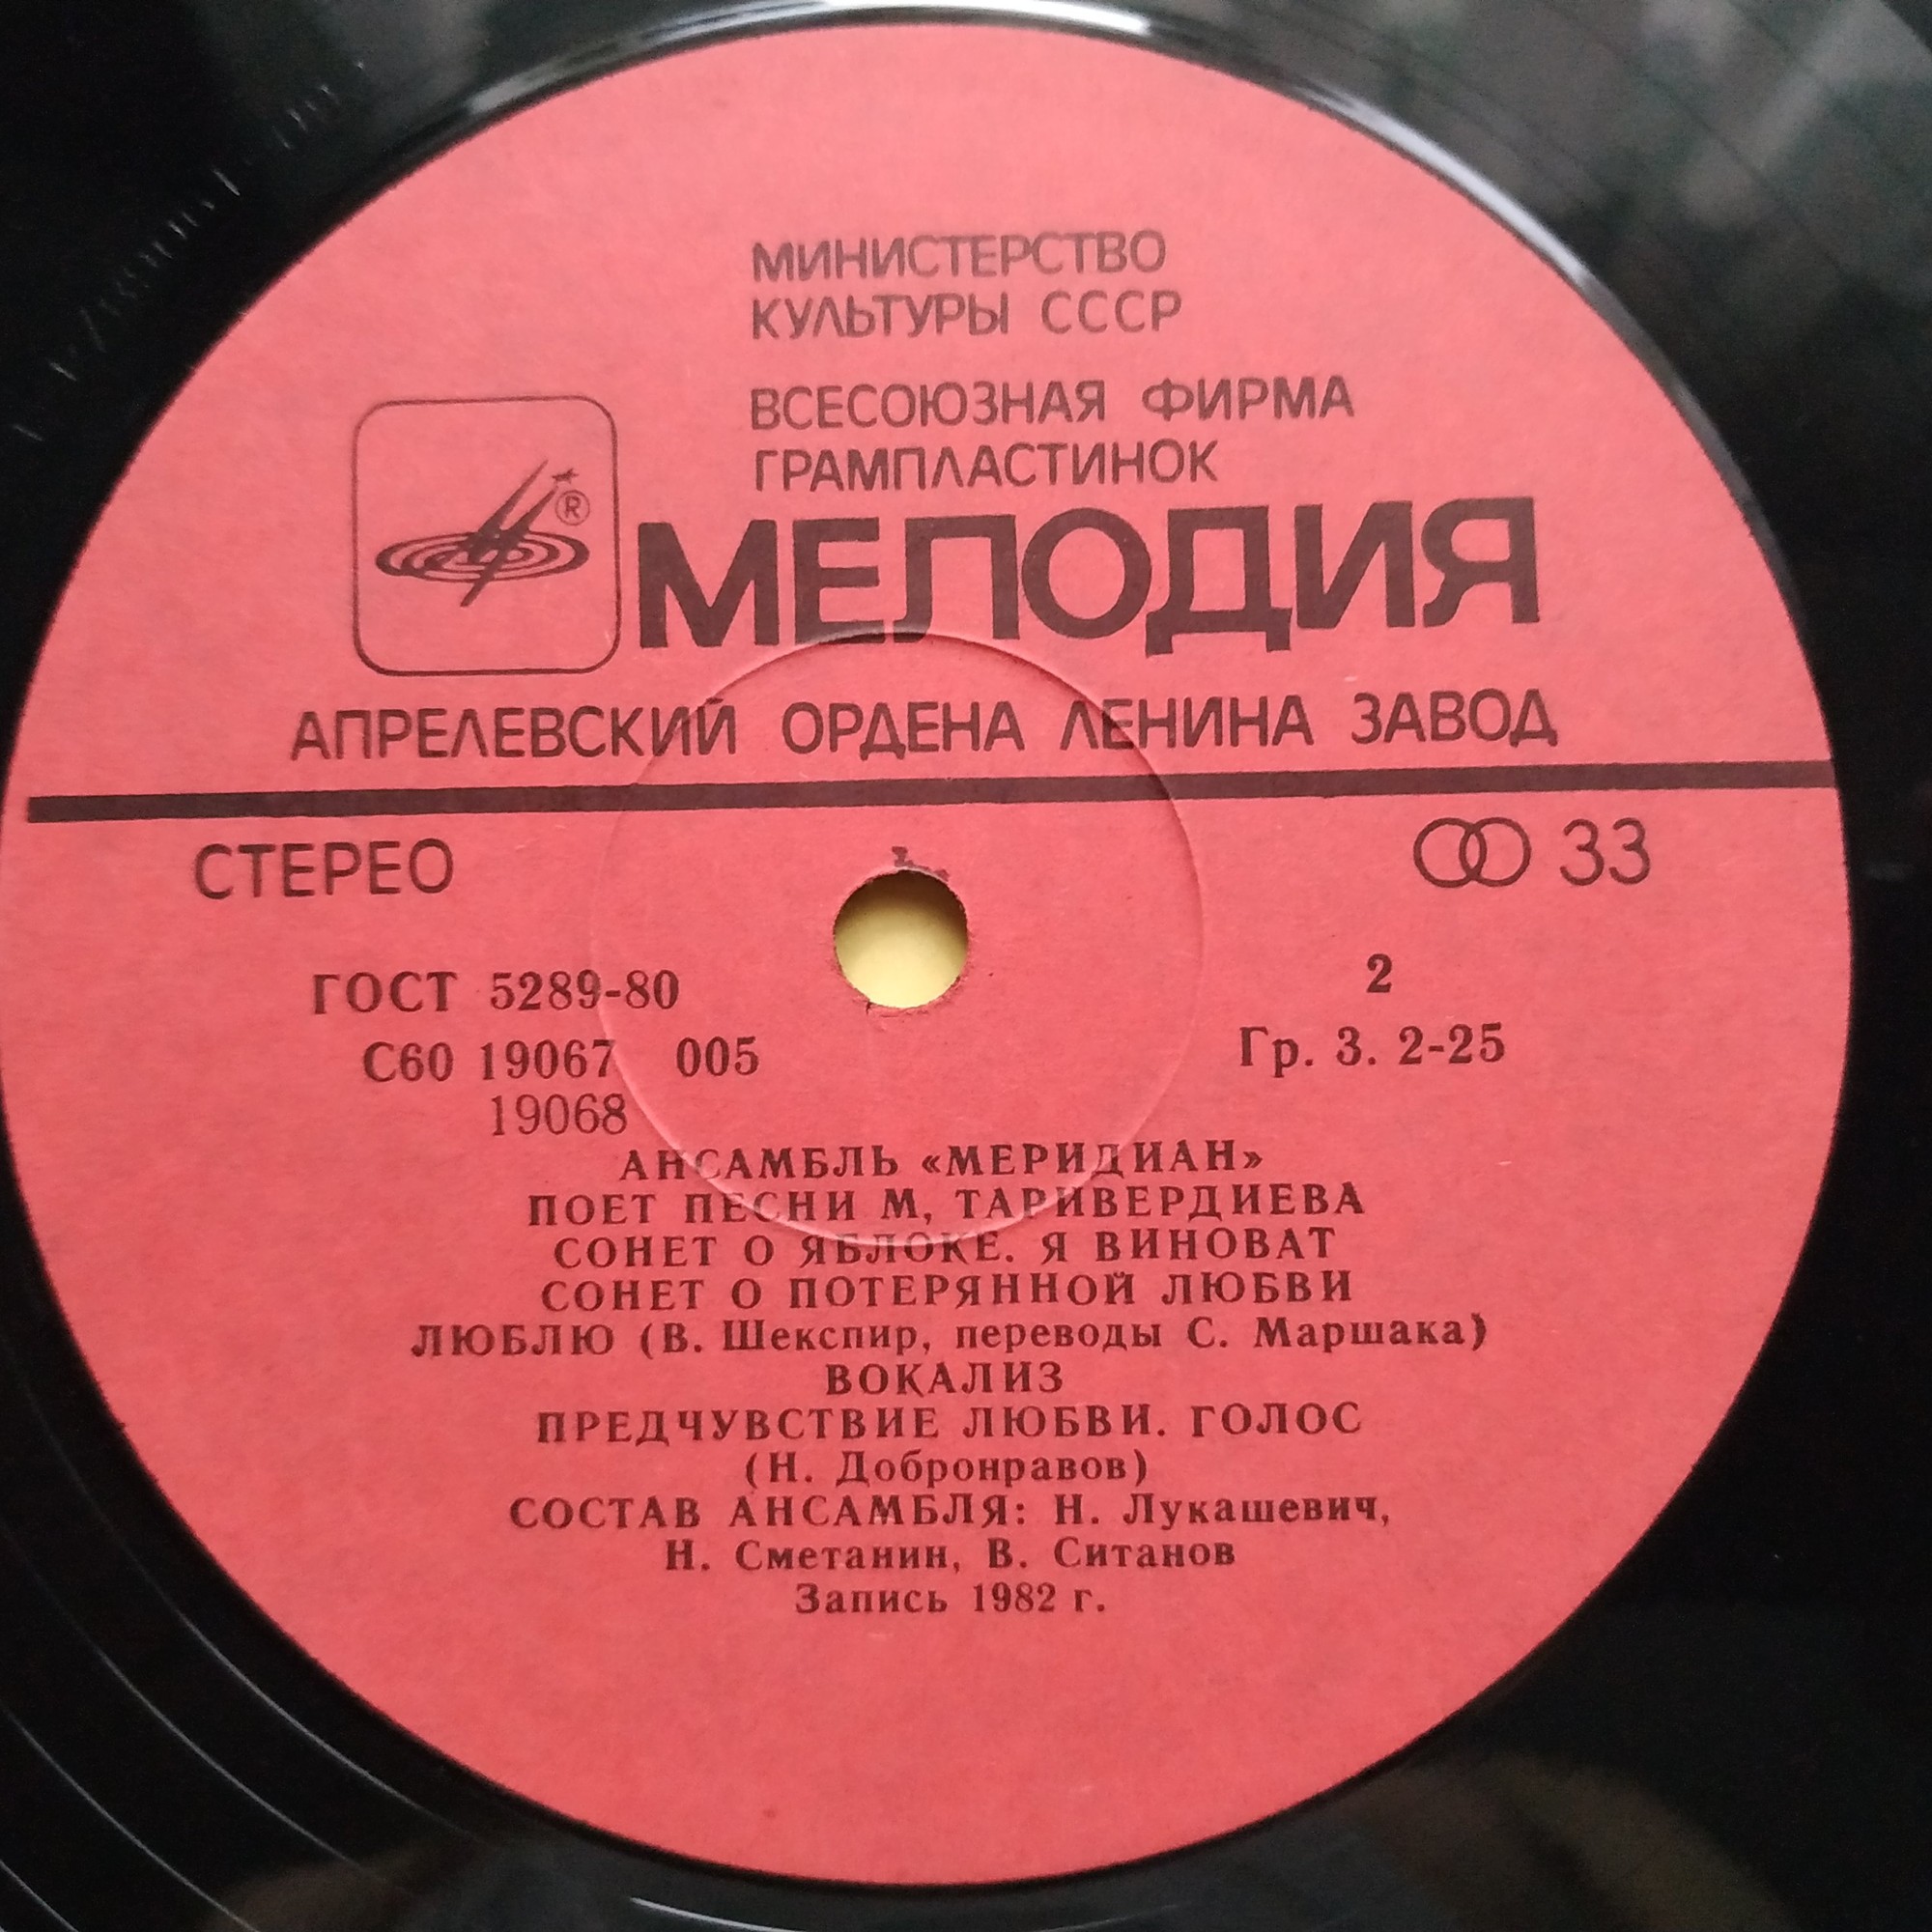 МИНИСТЕРСТВО
КУЛЬТУРЫ СССР
ВСЕСОЮЗНАЯ ФИРМА
ГРАМПЛАСТИНОК
®
МЕЛОДИЯ
АПРЕЛЕВСКИЙ ОРДЕНА ЛЕНИНА ЗАВОД
СТЕРЕО
33
ГОСТ 5289-80
2
С60 19067 005
Гр. 3. 2-25
19068
АНСАМБЛЬ «МЕРИДИАН»
ПОЕТ ПЕСНИ М, ТАРИВЕРДИЕВА
СОНЕТ О ЯБЛОКЕ. Я ВИНОВАТ
СОНЕТ О ПОТЕРЯННОЙ ЛЮБВИ
ЛЮБЛЮ (В. Шекспир, переводы С. Маршака)
ВОКАЛИЗ
ПРЕДЧУВСТВИЕ ЛЮБВИ. ГОЛОС
(Н. Добронравов)
СОСТАВ АНСАМБЛЯ: Н. Лукашевич,
Н. Сметанин, В. Ситанов
Запись 1982 г.